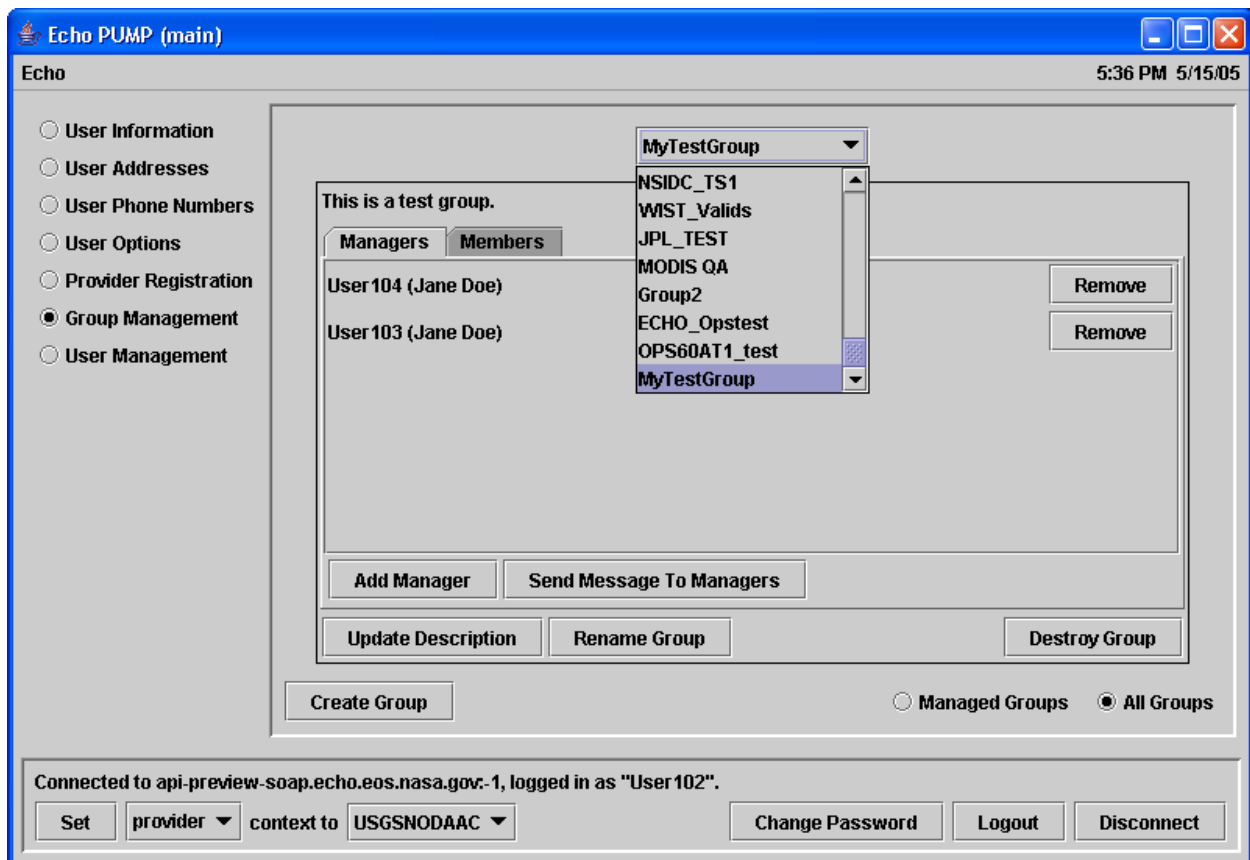 Echo PUMP (main)
Echo
5:36 PM 5/15/05
User Information
User Addresses
User Phone Numbers
User Options
Provider Registration
Group Management
User Management
MyTestGroup
NSIDC_TS1
WIST_Valids
JPL_TEST
MODIS QA
Group2
ECHO_Opstest
OPS60AT1_test
MyTestGroup
This is a test group.
Managers
Members
User104 (Jane Doe)
Remove
User103 (Jane Doe)
Remove
Add Manager
Send Message To Managers
Update Description
Rename Group
Destroy Group
Create Group
Managed Groups
All Groups
Connected to api-preview-soap.echo.eos.nasa.gov:-1, logged in as "User102".
Set
provider
context to
USGSNODAAC
Change Password
Logout
Disconnect